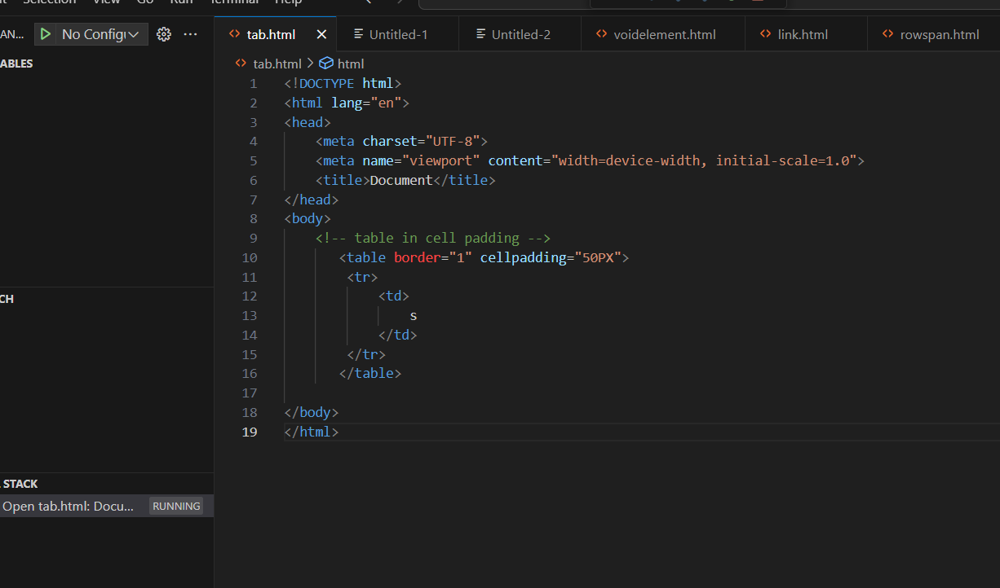 Selection View Go Run Terminal Help
AN... No Config
tab.html Untitled-1 Untitled-2 voidelement.html link.html rowspan.html
ABLES
tab.html > html
1 <!DOCTYPE html>
2 <html lang="en">
3 <head>
4 <meta charset="UTF-8">
5 <meta name="viewport" content="width=device-width, initial-scale=1.0">
6 <title>Document</title>
7 </head>
8 <body>
9 <!-- table in cell padding -->
10 <table border="1" cellpadding="50PX">
11 <tr>
12 <td>
13 s
14 </td>
15 </tr>
16 </table>
17
18 </body>
19 </html>
CH
STACK
Open tab.html: Docu... RUNNING